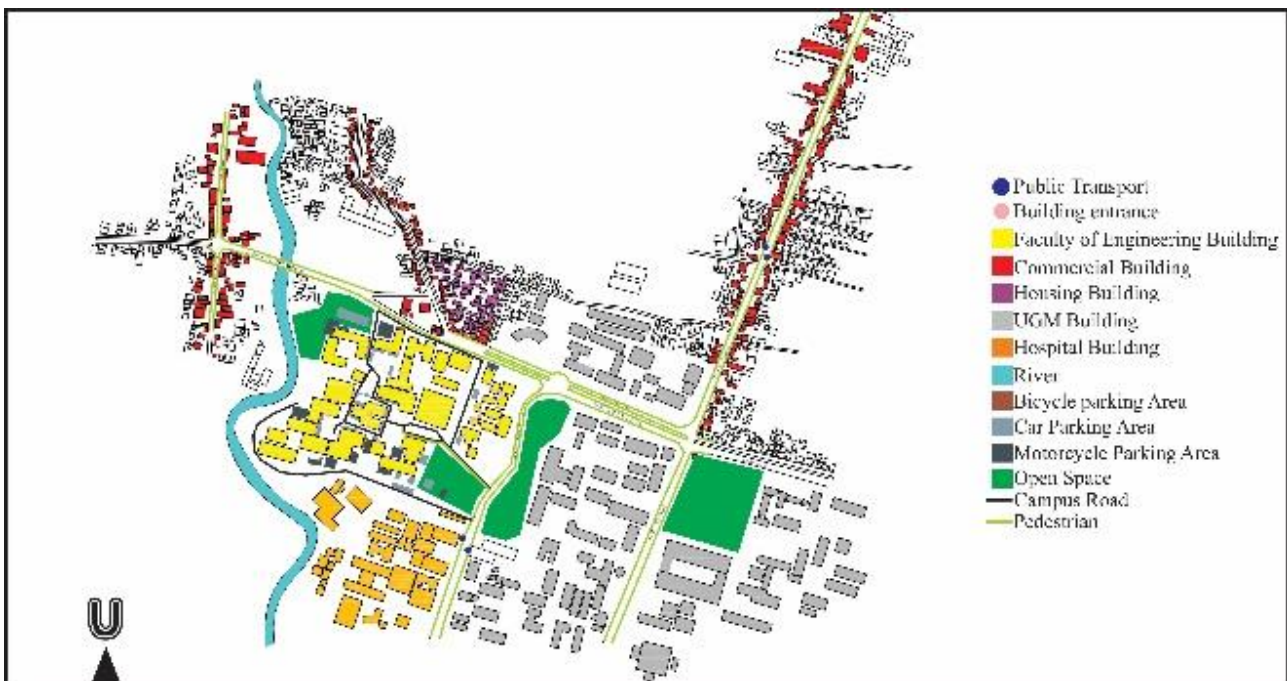 Public Transport
Building entrance
Faculty of Engineering Building
Commercial Building
Housing Building
UGM Building
Hospital Building
River
Bicycle parking Area
Car Parking Area
Motorcycle Parking Area
Open Space
Campus Road
Pedestrian
U